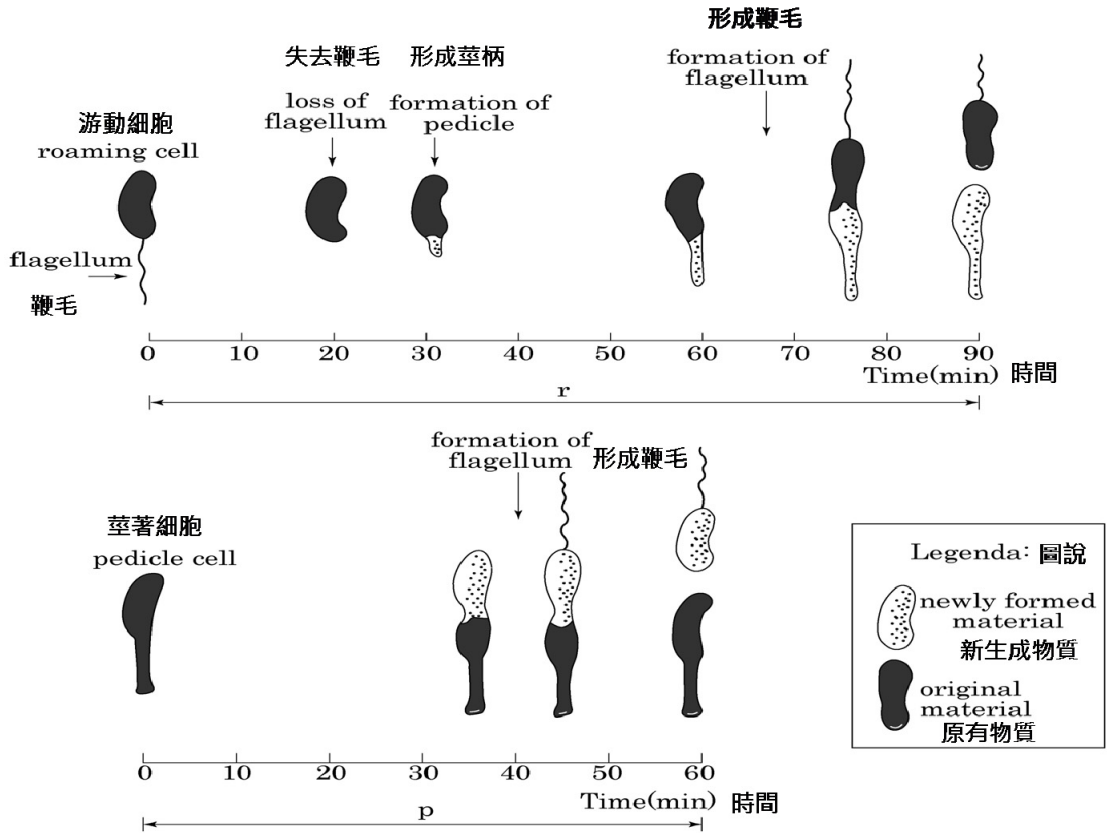 形成鞭毛
formation of
flagellum
失去鞭毛
loss of
flagellum
形成莖柄
formation of
pedicle
游動細胞
roaming cell
flagellum
鞭毛
0 10 20 30 40 50 60 70 80 90
Time(min) 時間
r
formation of
flagellum 形成鞭毛
莖著細胞
pedicle cell
0 10 20 30 40 50 60
Time(min) 時間
p
Legenda: 圖說
newly formed
material
新生成物質
original
material
原有物質